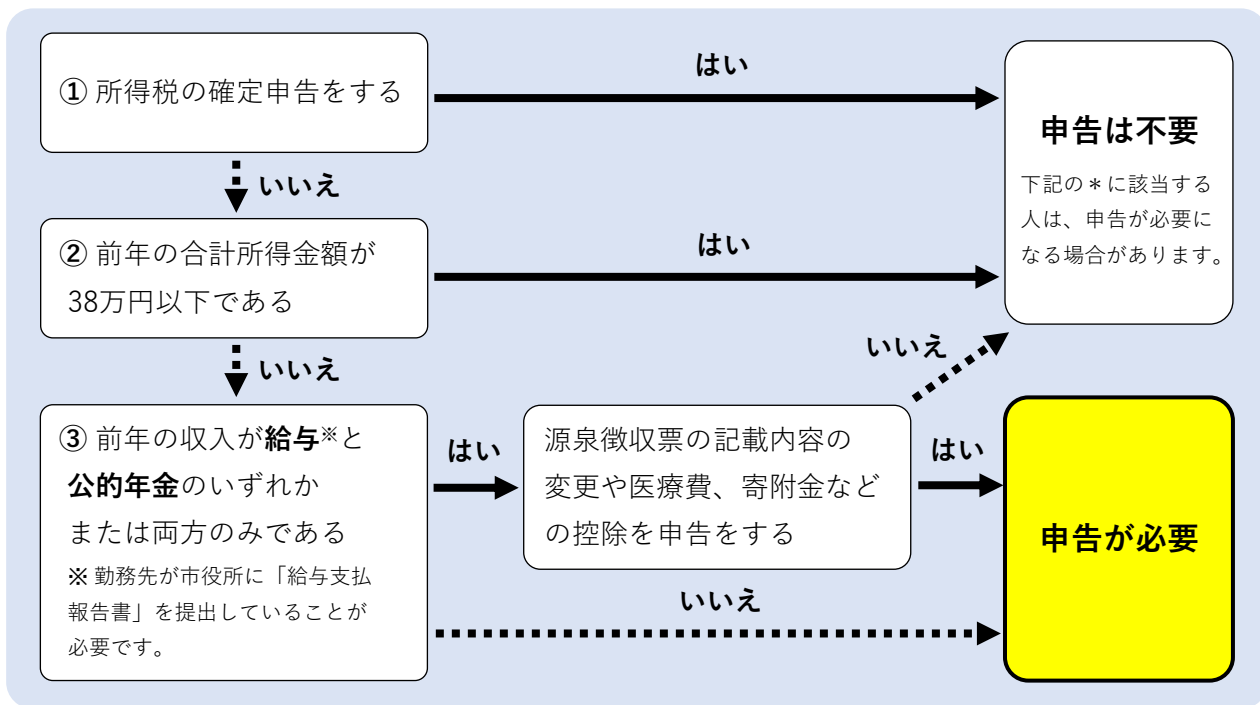 ① 所得税の確定申告をする
はい
申告は不要
下記の＊に該当する
人は、申告が必要に
なる場合があります。
いいえ
② 前年の合計所得金額が
38万円以下である
はい
いいえ
いいえ
③ 前年の収入が給与※と
公的年金のいずれか
または両方のみである
※ 勤務先が市役所に「給与支払
報告書」を提出していることが
必要です。
はい
源泉徴収票の記載内容の
変更や医療費、寄附金など
の控除を申告をする
はい
申告が必要
いいえ